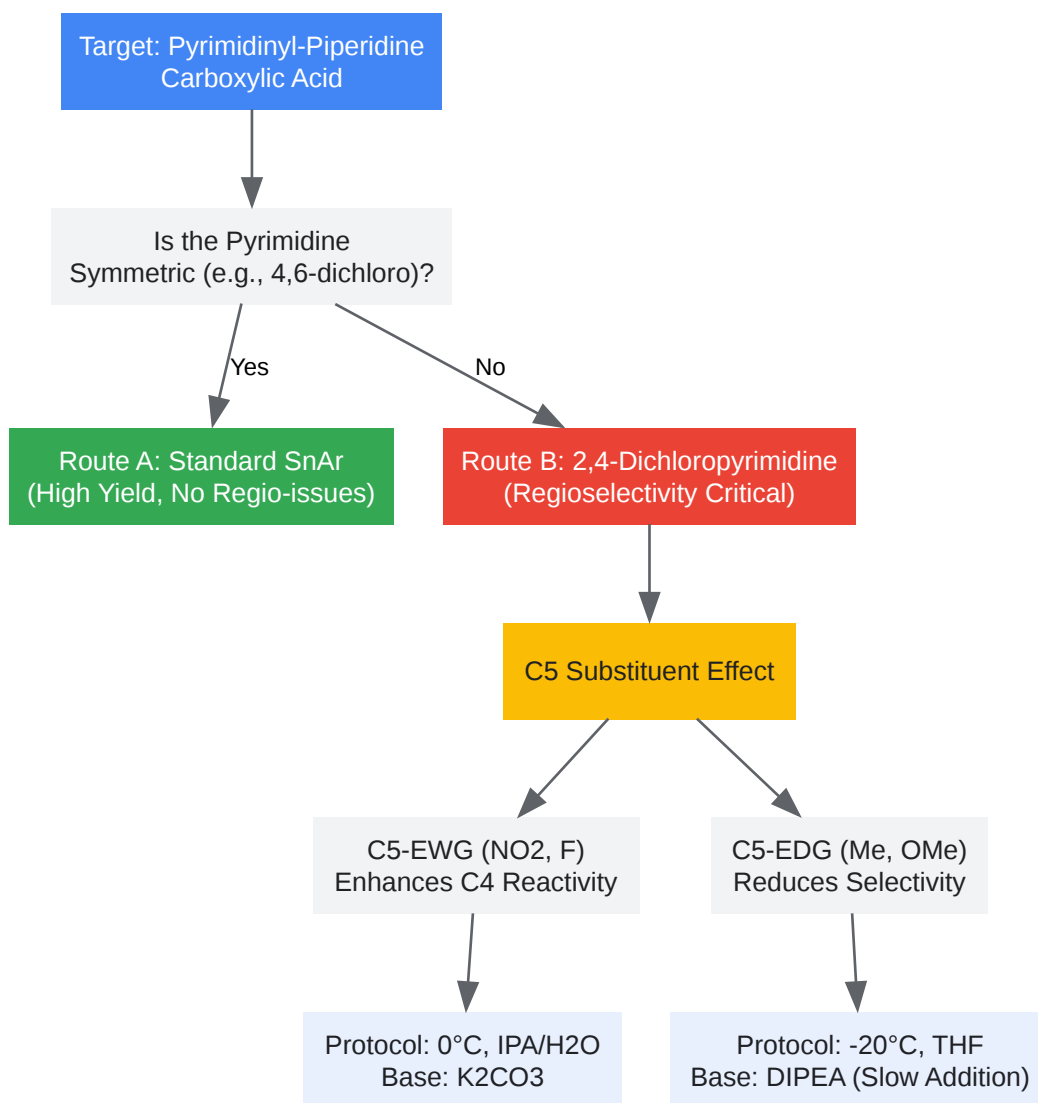 Target: Pyrimidinyl-Piperidine
Carboxylic Acid
Is the Pyrimidine
Symmetric (e.g., 4,6-dichloro)?
Yes
No
Route A: Standard SnAr
(High Yield, No Regio-issues)
Route B: 2,4-Dichloropyrimidine
(Regioselectivity Critical)
C5 Substituent Effect
C5-EWG (NO2, F)
Enhances C4 Reactivity
C5-EDG (Me, OMe)
Reduces Selectivity
Protocol: 0°C, IPA/H2O
Base: K2CO3
Protocol: -20°C, THF
Base: DIPEA (Slow Addition)